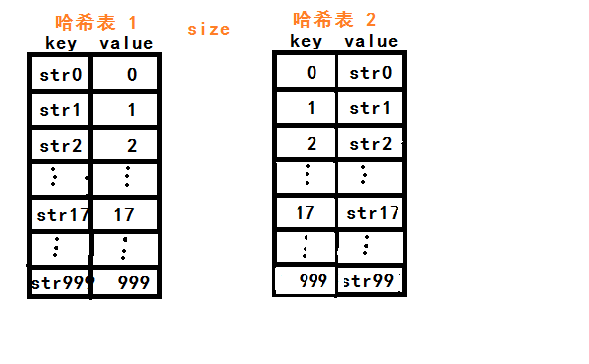 哈希表 1 size 哈希表 2
key value key value
str0 0 0 str0
str1 1 1 str1
str2 2 2 str2
str17 17 17 str17
str999 999 999 str99